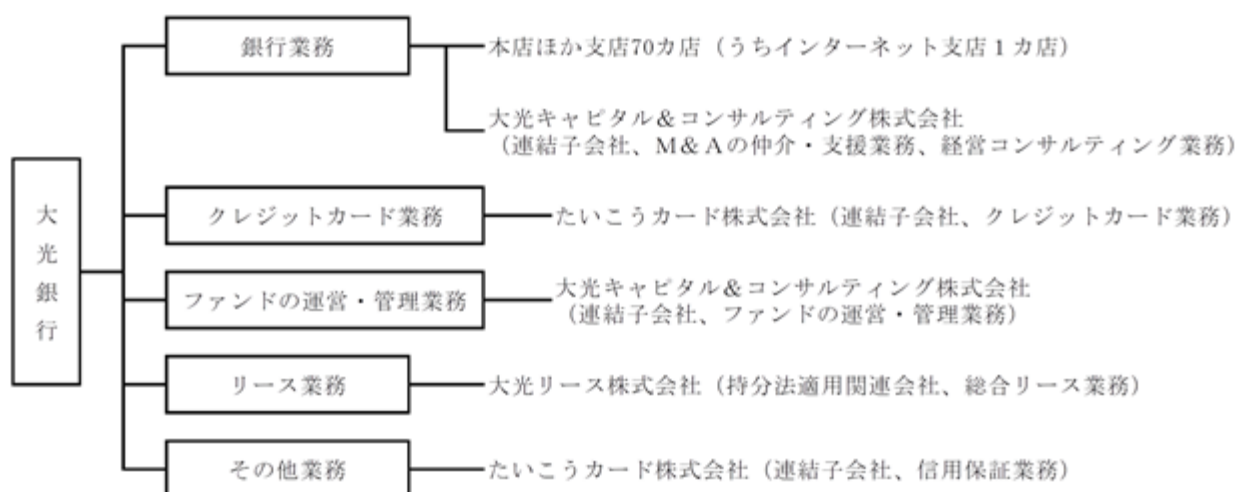 大光銀行
銀行業務
本店ほか支店70カ店（うちインターネット支店１カ店）
大光キャピタル＆コンサルティング株式会社
（連結子会社、Ｍ＆Ａの仲介・支援業務、経営コンサルティング業務）
クレジットカード業務
たいこうカード株式会社（連結子会社、クレジットカード業務）
ファンドの運営・管理業務
大光キャピタル＆コンサルティング株式会社
（連結子会社、ファンドの運営・管理業務）
リース業務
大光リース株式会社（持分法適用関連会社、総合リース業務）
その他業務
たいこうカード株式会社（連結子会社、信用保証業務）